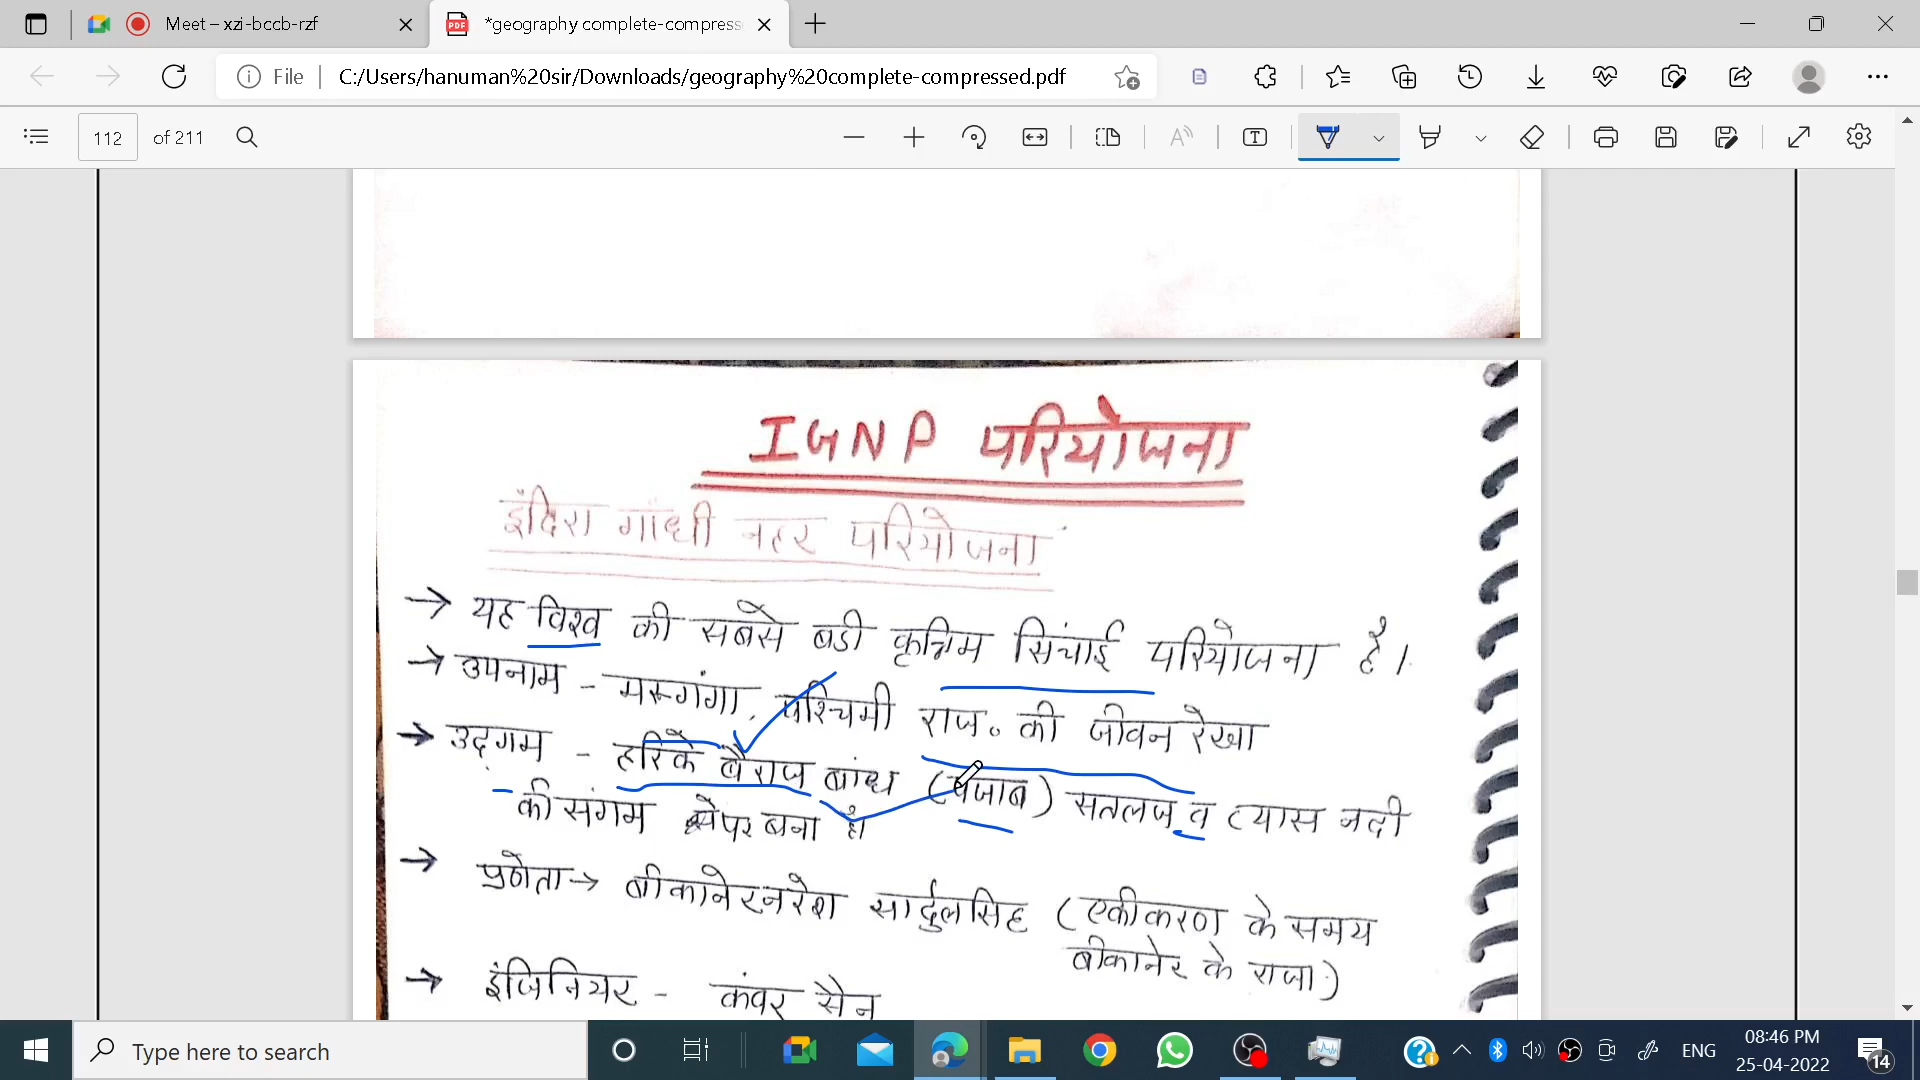 Meet – xzi-bccb-rzf
*geography complete-compress
File
C:/Users/hanuman%20sir/Downloads/geography%20complete-compressed.pdf
112 of 211
IGNP परियोजना
इंदिरा गांधी नहर परियोजना
→ यह विश्व की सबसे बडी कृत्रिम सिंचाई परियोजना है।
→ उपनाम - मरूगंगा, पश्चिमी राज. की जीवन रेखा
→ उद्गम - हरिके बैराज बांध (पंजाब) सतलज व व्यास नदी
की संगम पर बना है
→ प्रणेता → बीकानेर नरेश सार्दुलसिंह (एकीकरण के समय
बीकानेर के राजा)
→ इंजिनियर - कंवर सैन
Type here to search
ENG
08:46 PM
25-04-2022
14